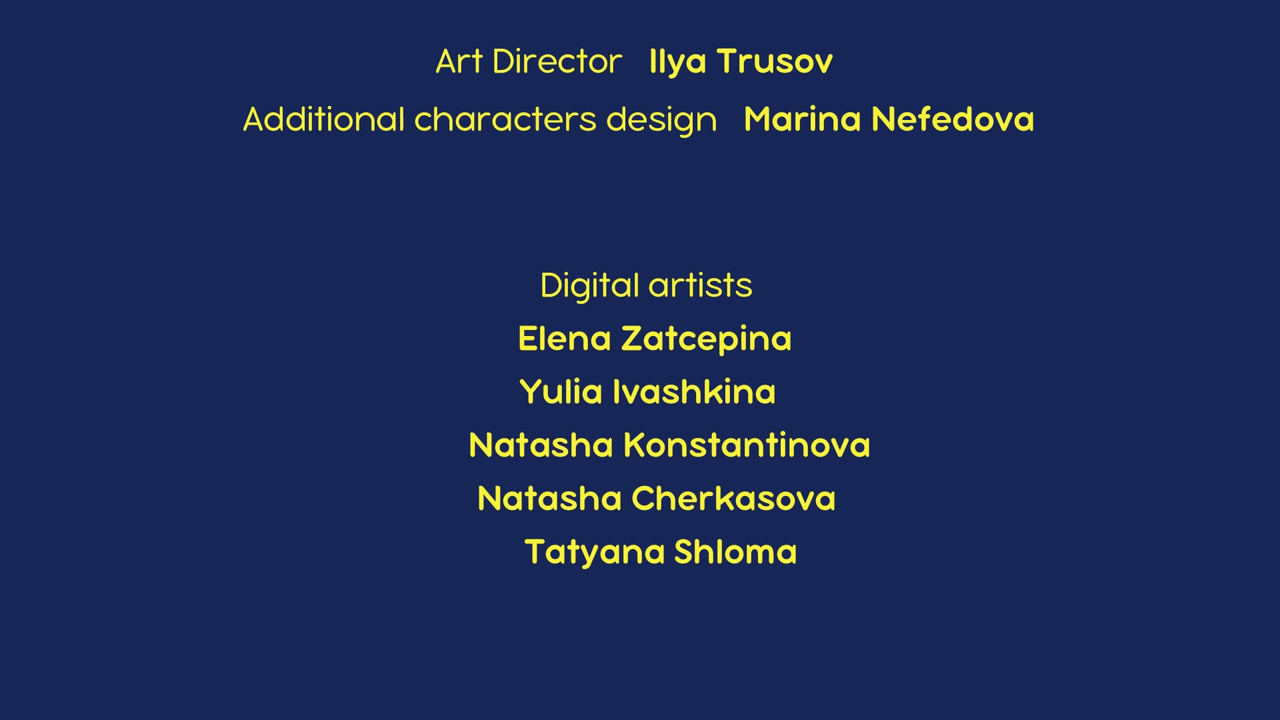 Art Director Ilya Trusov
Additional characters design Marina Nefedova
Digital artists
Elena Zatcepina
Yulia Ivashkina
Natasha Konstantinova
Natasha Cherkasova
Tatyana Shloma